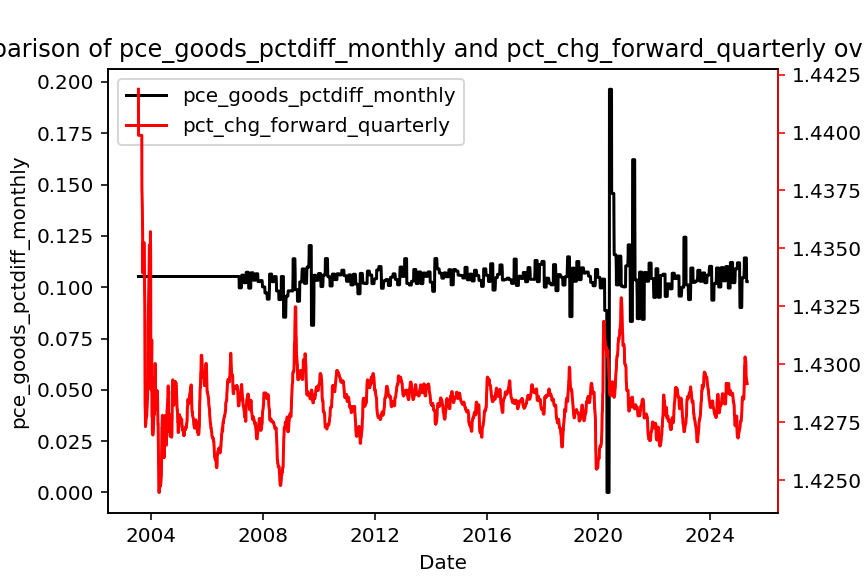 parison of pce_goods_pctdiff_monthly and pct_chg_forward_quarterly ov
pce_goods_pctdiff_monthly
pct_chg_forward_quarterly
0.200
0.175
0.150
0.125
0.100
0.075
0.050
0.025
0.000
pce_goods_pctdiff_monthly
1.4425
1.4400
1.4375
1.4350
1.4325
1.4300
1.4275
1.4250
2004 2008 2012 2016 2020 2024
Date